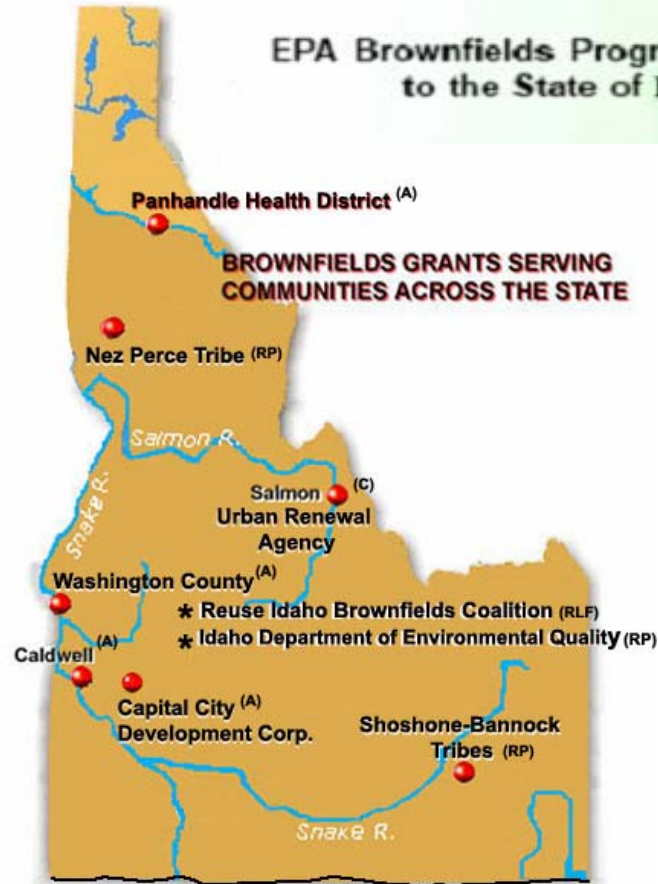 EPA Brownfields Progr
to the State of
Panhandle Health District (A)
BROWNFIELDS GRANTS SERVING
COMMUNITIES ACROSS THE STATE
Nez Perce Tribe (RP)
Salmon R.
Snake R.
Salmon (C)
Urban Renewal
Agency
Washington County (A)
* Reuse Idaho Brownfields Coalition (RLF)
* Idaho Department of Environmental Quality (RP)
Caldwell (A)
Capital City (A)
Development Corp.
Shoshone-Bannock
Tribes (RP)
Snake R.